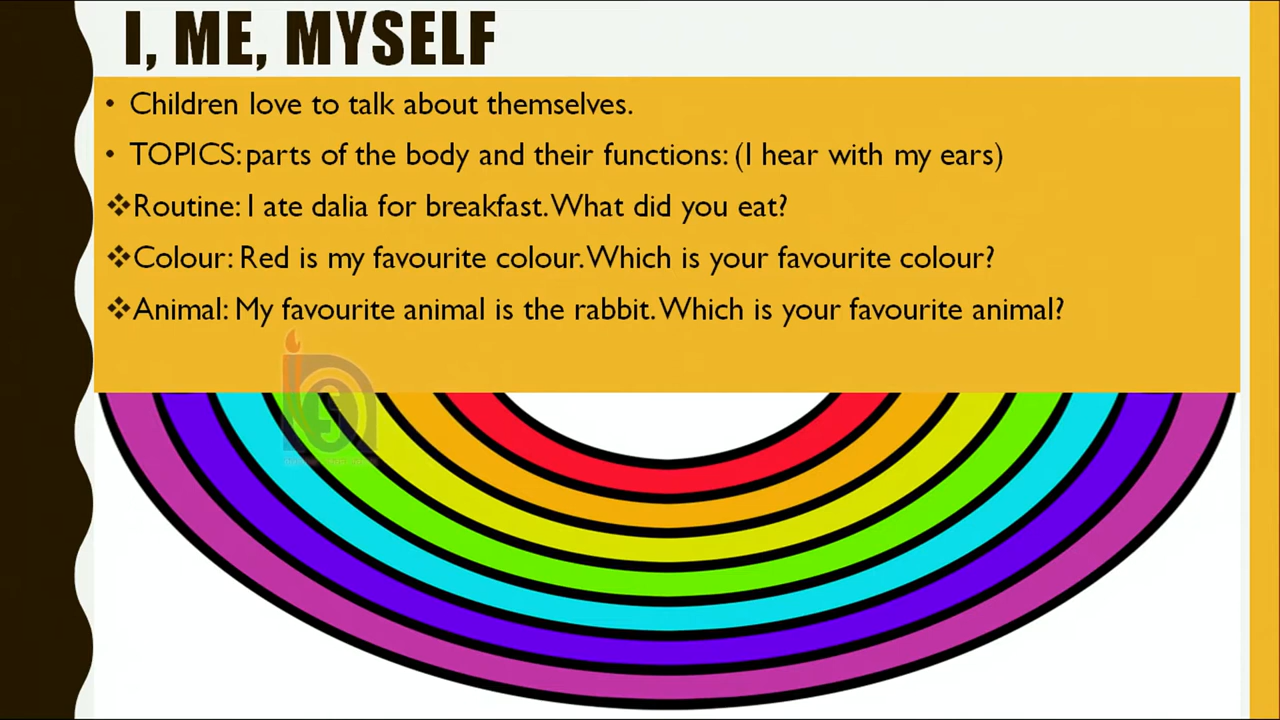 I, ME, MYSELF
• Children love to talk about themselves.
• TOPICS: parts of the body and their functions: (I hear with my ears)
❖Routine: I ate dalia for breakfast. What did you eat?
❖Colour: Red is my favourite colour. Which is your favourite colour?
❖Animal: My favourite animal is the rabbit. Which is your favourite animal?